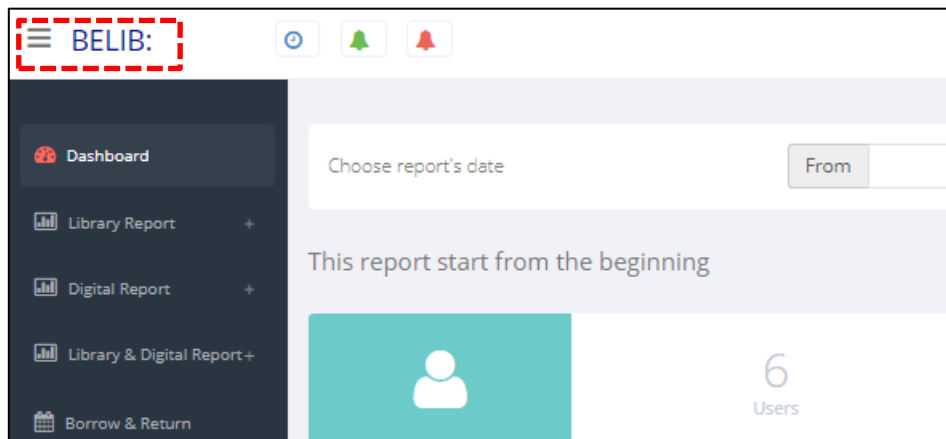 BELIB:
Dashboard
Choose report's date
From
Library Report +
This report start from the beginning
Digital Report +
Library & Digital Report+
6
Users
Borrow & Return